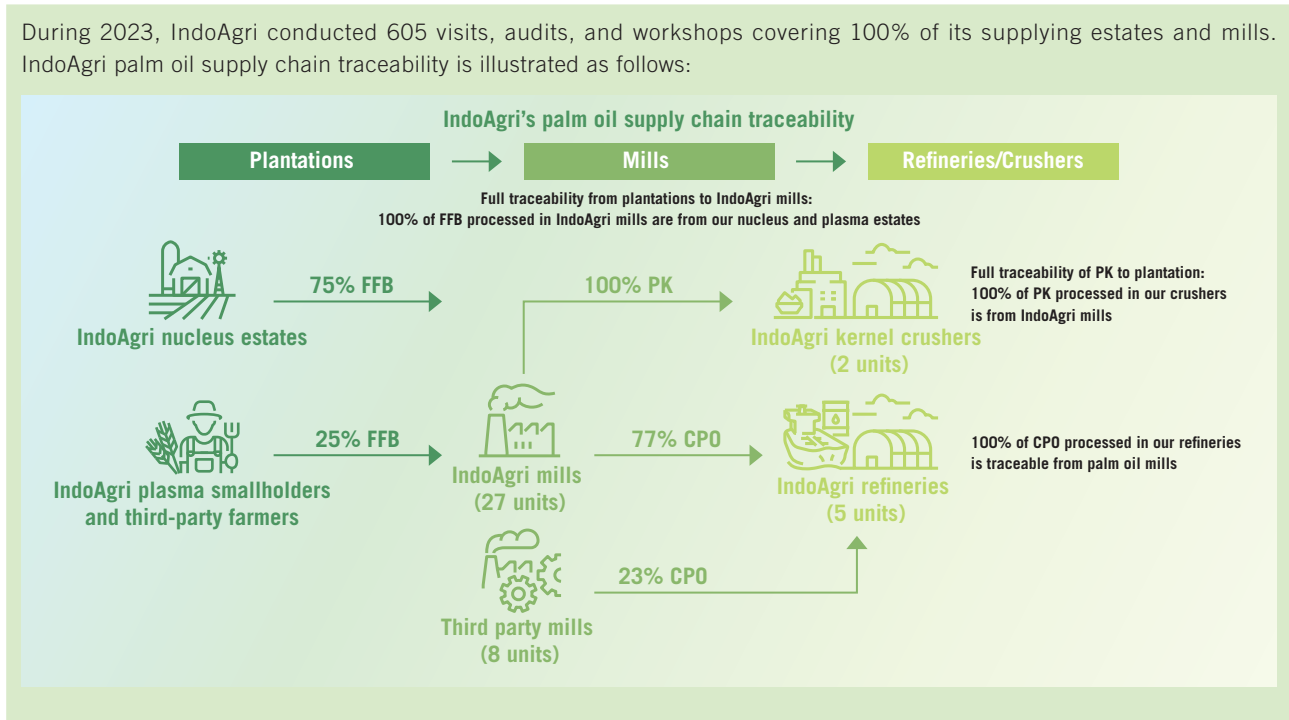 During 2023, IndoAgri conducted 605 visits, audits, and workshops covering 100% of its supplying estates and mills.
IndoAgri palm oil supply chain traceability is illustrated as follows:
IndoAgri's palm oil supply chain traceability
Plantations
Mills
Refineries/Crushers
Full traceability from plantations to IndoAgri mills:
100% of FFB processed in IndoAgri mills are from our nucleus and plasma estates
75% FFB
IndoAgri nucleus estates
100% PK
IndoAgri kernel crushers
(2 units)
Full traceability of PK to plantation:
100% of PK processed in our crushers
is from IndoAgri mills
25% FFB
IndoAgri plasma smallholders
and third-party farmers
IndoAgri mills
(27 units)
77% CPO
IndoAgri refineries
(5 units)
100% of CPO processed in our refineries
is traceable from palm oil mills
23% CPO
Third party mills
(8 units)